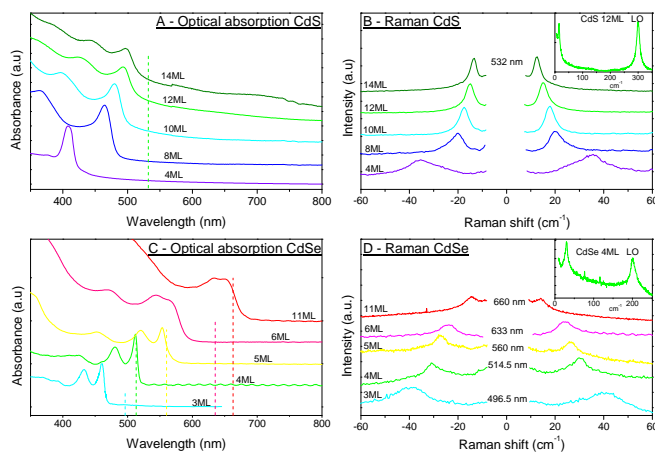 A - Optical absorption CdS
Absorbance (a.u)
14ML
12ML
10ML
8ML
4ML
400 500 600 700 800
Wavelength (nm)
B - Raman CdS
Intensity (a.u)
532 nm
14ML
12ML
10ML
8ML
4ML
-60 -40 -20 0 20 40 60
Raman shift (cm-1)
CdS 12ML LO
0 100 200 300
cm-1
C - Optical absorption CdSe
Absorbance (a.u)
11ML
6ML
5ML
4ML
3ML
400 500 600 700 800
Wavelength (nm)
D - Raman CdSe
Intensity (a.u.)
11ML 660 nm
6ML 633 nm
5ML 560 nm
4ML 514.5 nm
3ML 496.5 nm
-60 -40 -20 0 20 40 60
Raman shift (cm-1)
CdSe 4ML LO
0 100 200
cm-1